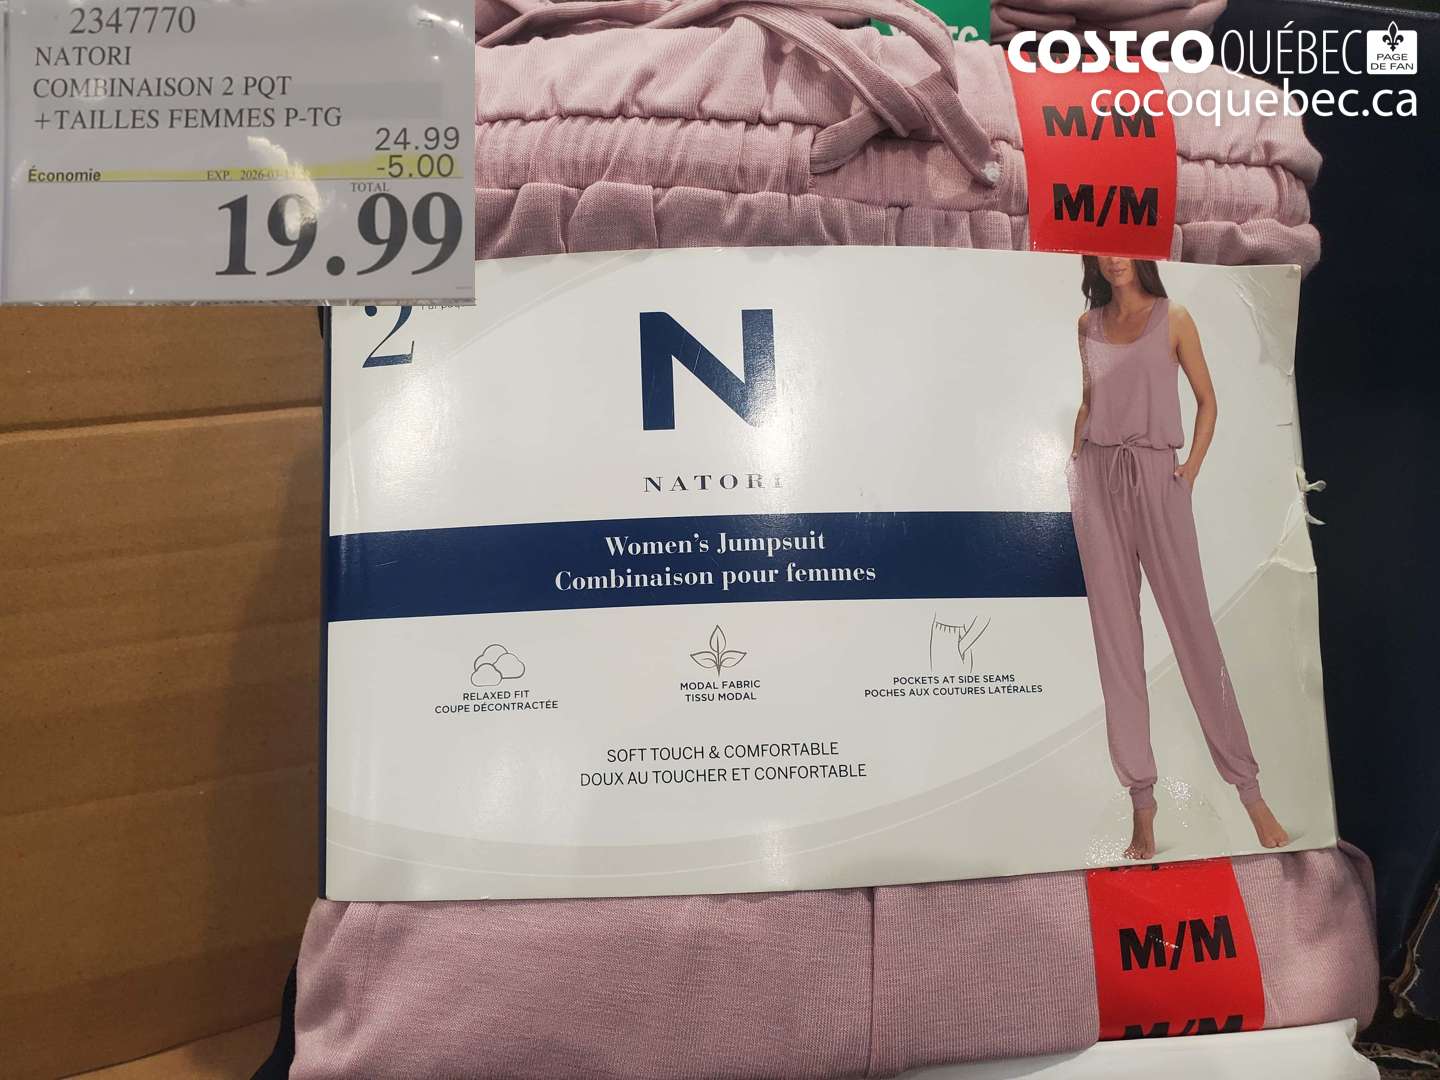 2347770
NATORI
COMBINAISON 2 PQT
+TAILLES FEMMES P-TG
24.99
Économie
-5.00
TOTAL
19.99
COSTCO QUÉBEC
PAGE
DE FAN
cocoquebec.ca
M/M
M/M
2
N
NATORI
Women's Jumpsuit
Combinaison pour femmes
RELAXED FIT
COUPE DÉCONTRACTÉE
MODAL FABRIC
TISSU MODAL
POCKETS AT SIDE SEAMS
POCHES AUX COUTURES LATÉRALES
SOFT TOUCH & COMFORTABLE
DOUX AU TOUCHER ET CONFORTABLE
M/M
M/M